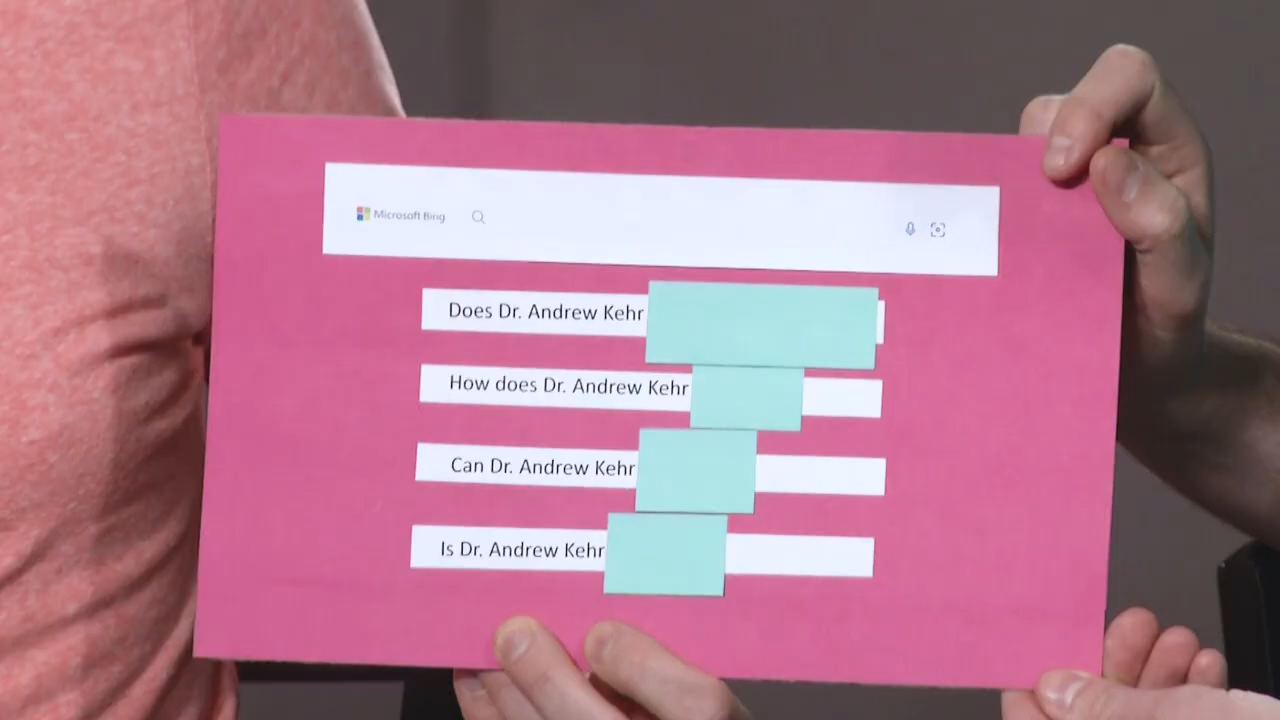 Microsoft Bing
Does Dr. Andrew Kehr
How does Dr. Andrew Kehr
Can Dr. Andrew Kehr
Is Dr. Andrew Kehr